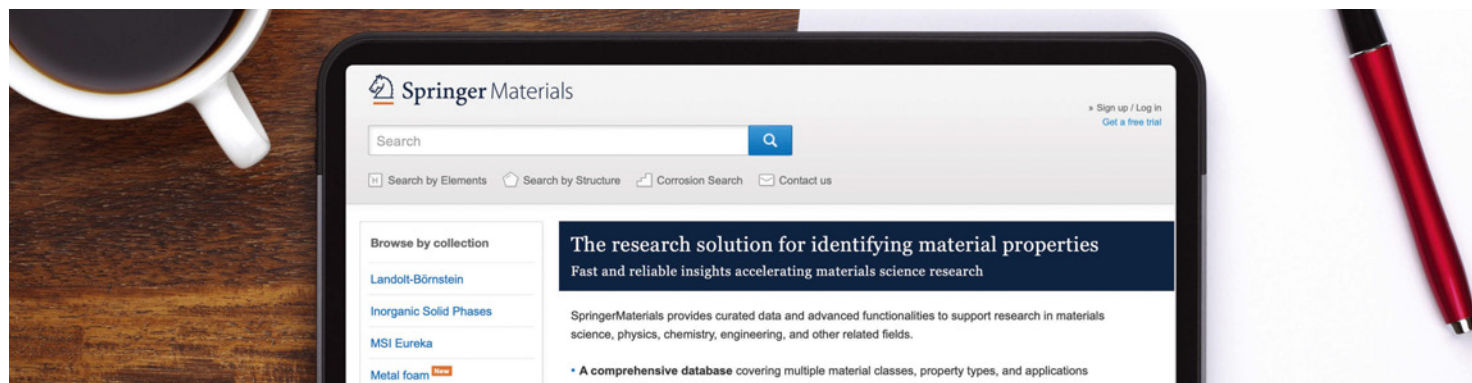 Springer Materials
» Sign up / Log in
Get a free trial
Search
H Search by Elements Search by Structure Corrosion Search Contact us
Browse by collection
Landolt-Börnstein
Inorganic Solid Phases
MSI Eureka
Metal foam New
The research solution for identifying material properties
Fast and reliable insights accelerating materials science research
SpringerMaterials provides curated data and advanced functionalities to support research in materials
science, physics, chemistry, engineering, and other related fields.
• A comprehensive database covering multiple material classes, property types, and applications